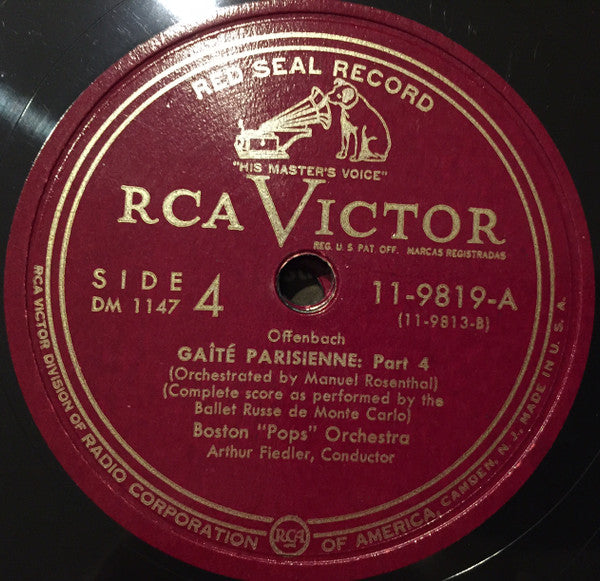 RED SEAL RECORD
"HIS MASTER'S VOICE"
RCA VICTOR
REG. U.S. PAT. OFF. MARCAS REGISTRADAS
SIDE 4
DM 1147
11-9819-A
(11-9813-B)
Offenbach
GAÎTÉ PARISIENNE: Part 4
(Orchestrated by Manuel Rosenthal)
(Complete score as performed by the
Ballet Russe de Monte Carlo)
Boston "Pops" Orchestra
Arthur Fiedler, Conductor
RCA VICTOR DIVISION OF RADIO CORPORATION OF AMERICA, CAMDEN, N.J., MADE IN U.S.A.
RCA